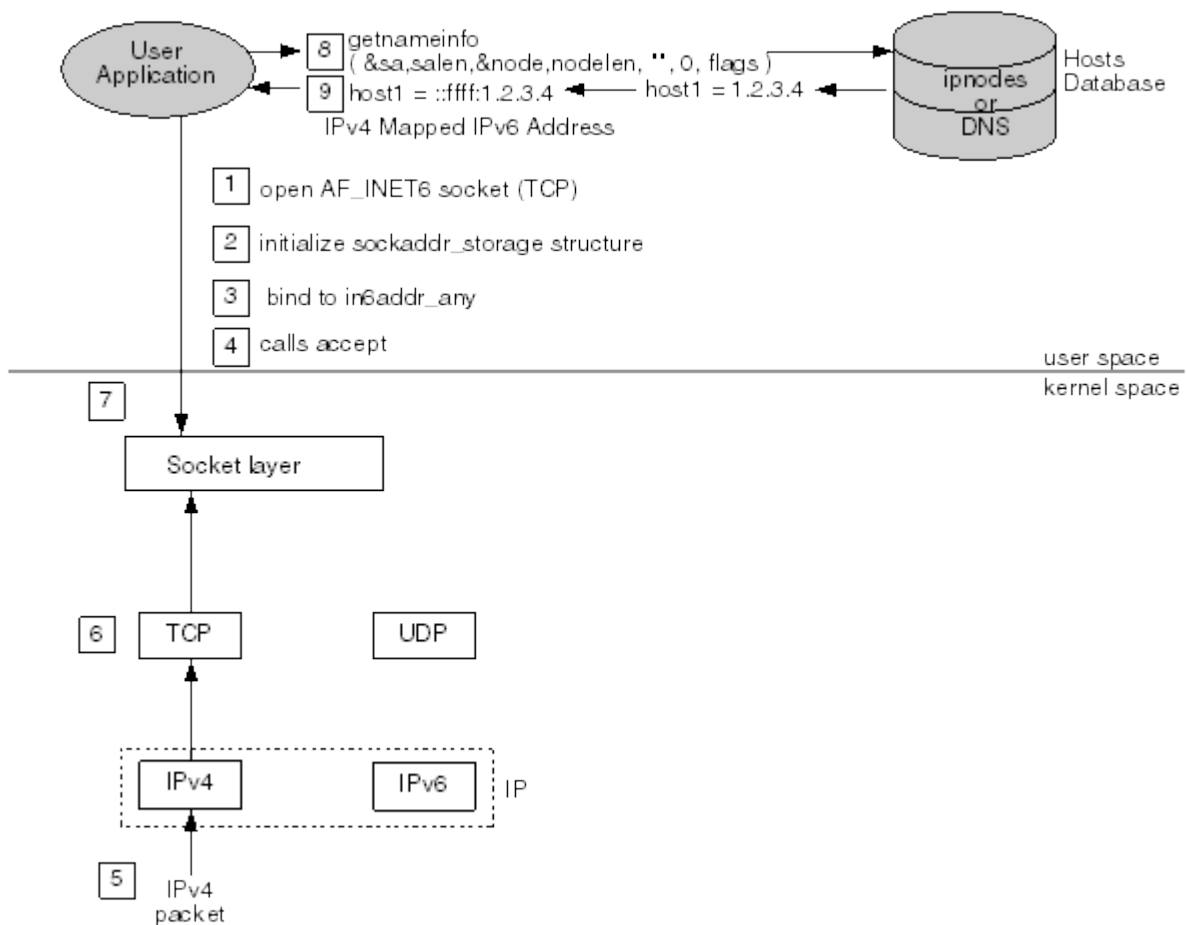 User
Application
8 getnameinfo
( &sa,salen,&node,nodelen, "", 0, flags )
9 host1 = ::ffff:1.2.3.4
host1 = 1.2.3.4
IPv4 Mapped IPv6 Address
ipnodes
or
DNS
Hosts
Database
1 open AF_INET6 socket (TCP)
2 initialize sockaddr_storage structure
3 bind to in6addr_any
4 calls accept
user space
kernel space
7
Socket layer
6 TCP UDP
IPv4 IPv6 IP
5
IPv4
packet